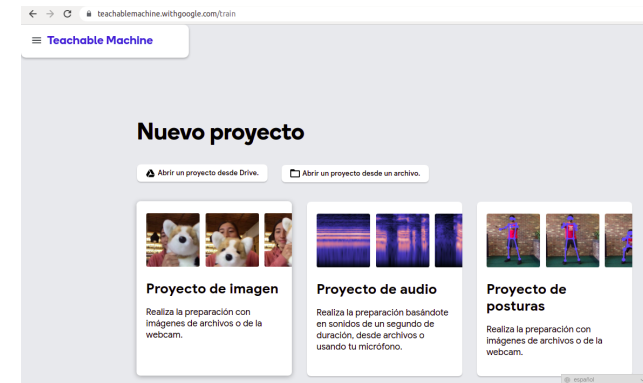 teachablemachine.withgoogle.com/train
Teachable Machine
Nuevo proyecto
Abrir un proyecto desde Drive.
Abrir un proyecto desde un archivo.
Proyecto de imagen
Realiza la preparación con
imágenes de archivos o de la
webcam.
Proyecto de audio
Realiza la preparación basándote
en sonidos de un segundo de
duración, desde archivos o
usando tu micrófono.
Proyecto de
posturas
Realiza la preparación con
imágenes de archivos o de la
webcam.
español